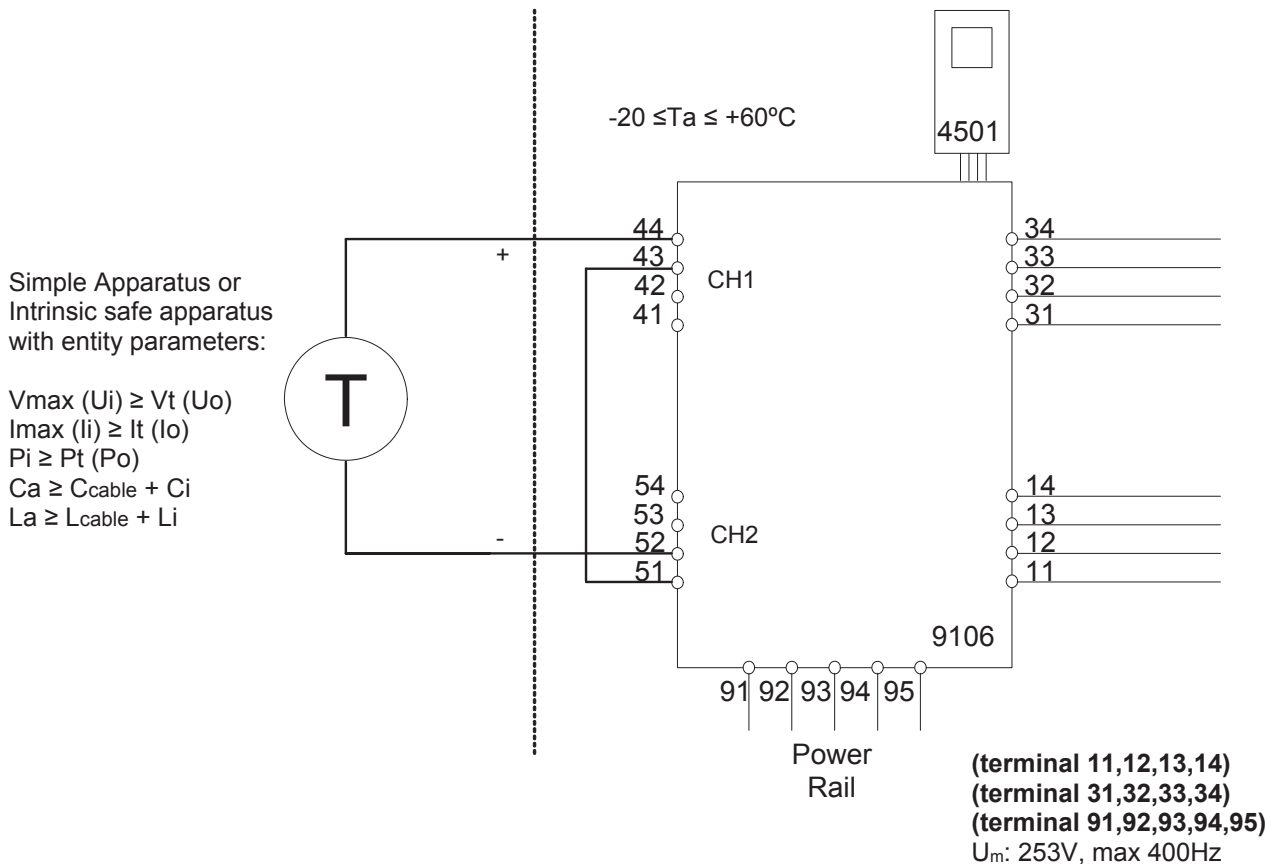 -20 ≤Ta ≤ +60ºC
4501
44
43
42
41
CH1
+
34
33
32
31
Simple Apparatus or
Intrinsic safe apparatus
with entity parameters:
Vmax (Ui) ≥ Vt (Uo)
Imax (Ii) ≥ It (Io)
Pi ≥ Pt (Po)
Ca ≥ Ccable + Ci
La ≥ Lcable + Li
T
54
53
52
51
CH2
-
14
13
12
11
9106
91 92 93 94 95
Power
Rail
(terminal 11,12,13,14)
(terminal 31,32,33,34)
(terminal 91,92,93,94,95)
Um: 253V, max 400Hz